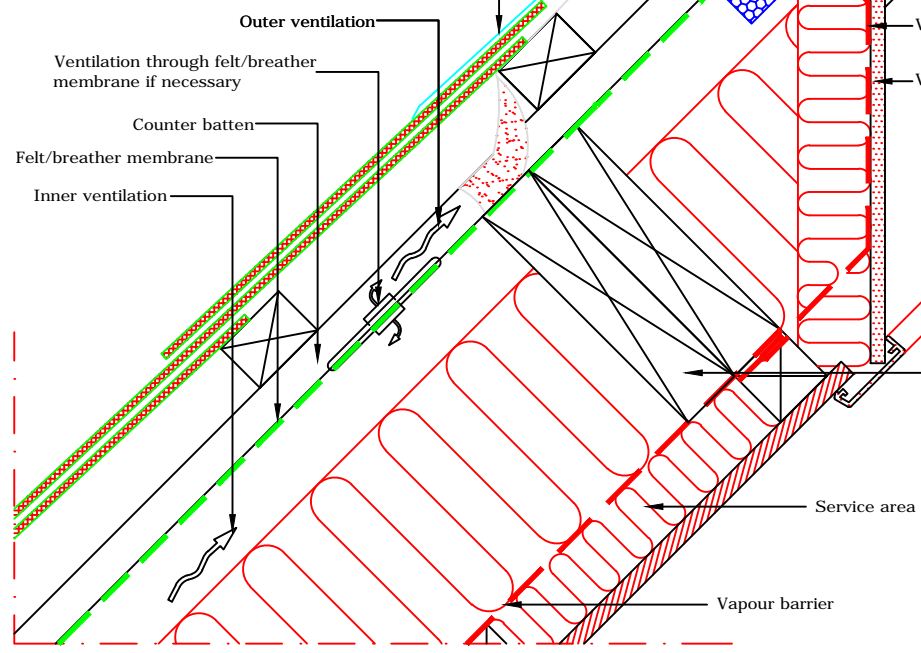 Outer ventilation
Ventilation through felt/breather
membrane if necessary
Counter batten
Felt/breather membrane
Inner ventilation
V
V
Service area
Vapour barrier